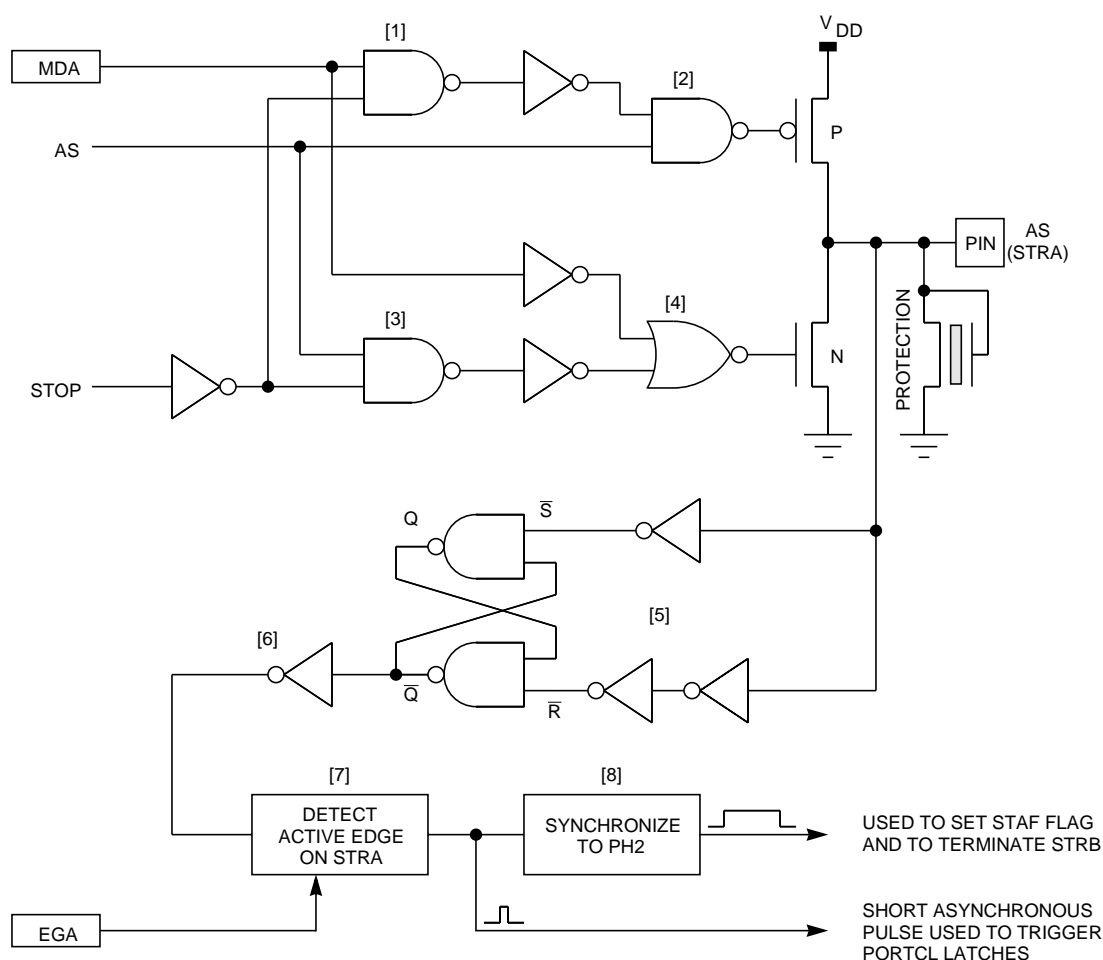 [1]
V DD
MDA
[2]
P
AS
PIN
AS
(STRA)
[4]
[3]
PROTECTION
N
STOP
Q
S̅
[5]
[6]
Q̅
R̅
[7]
[8]
DETECT
ACTIVE EDGE
ON STRA
SYNCHRONIZE
TO PH2
USED TO SET STAF FLAG
AND TO TERMINATE STRB
EGA
SHORT ASYNCHRONOUS
PULSE USED TO TRIGGER
PORTCL LATCHES